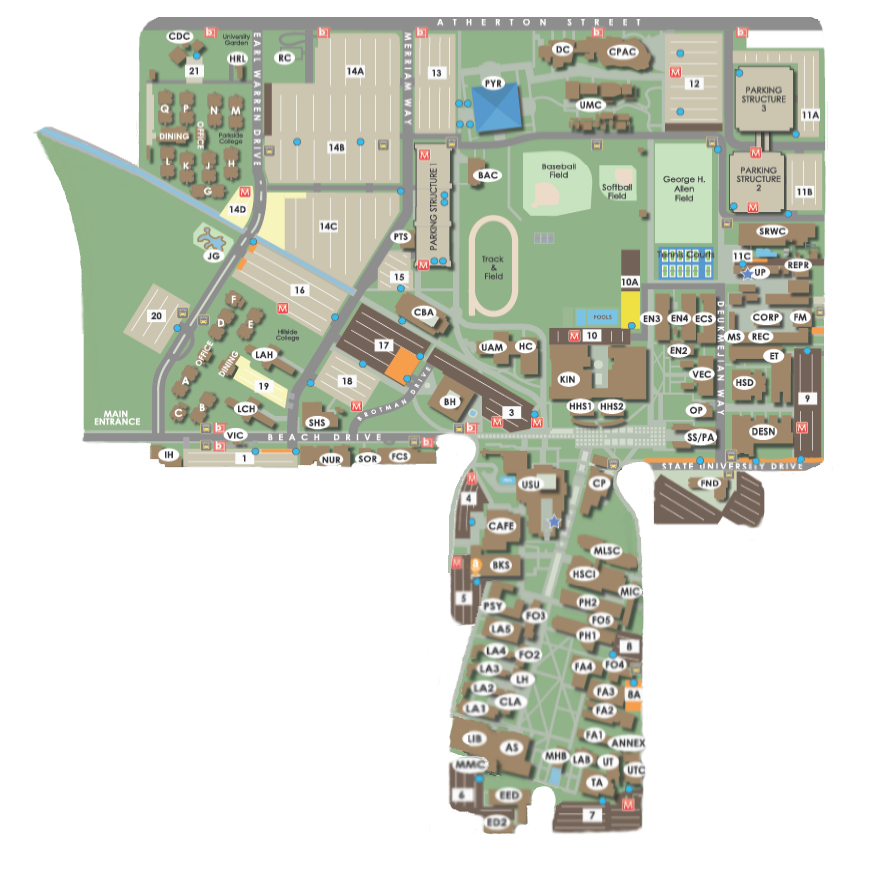 ATHERTON STREET
CDC
b
University
Garden
HRL
21
EARL WARREN DRIVE
RC
b
14A
MERRIAM WAY
b
13
PYR
DC
b
CPAC
UMC
M
12
b
PARKING
STRUCTURE
3
11A
Q
P
N
M
OFFICE
DINING
Parkside
College
L
K
J
H
G
14B
M
PARKING STRUCTURE 1
BAC
Baseball
Field
Softball
Field
George H.
Allen
Field
M
PARKING
STRUCTURE
2
M
11B
M
14D
14C
JG
PTS
M
Track
&
Field
SRWC
Tennis Courts
11C
UP
REPR
15
16
M
10A
20
F
D
E
Hillside
College
CBA
POOLS
EN3
EN4
ECS
DEUKMEJIAN WAY
CORP
FM
OFFICE
DINING
LAH
17
UAM
HC
M
10
EN2
MS
REC
ET
A
19
18
BROTMAN DRIVE
KIN
VEC
HSD
9
C
B
LCH
M
BH
3
M
M
HHS1
HHS2
OP
MAIN
ENTRANCE
SHS
b
VIC
b
BEACH DRIVE
b
b
SS/PA
DESN
M
IH
1
NUR
SOR
FCS
STATE UNIVERSITY DRIVE
M
4
USU
CP
FND
CAFE
M
BKS
MLSC
HSCI
5
PSY
MIC
PH2
FO3
FO5
LA5
PH1
8
LA4
FO2
FA4
FO4
LA3
LH
LA2
CLA
FA3
8A
LA1
FA2
LIB
AS
FA1
ANNEX
MMC
MHB
LAB
UT
UTC
TA
6
EED
M
ED2
7